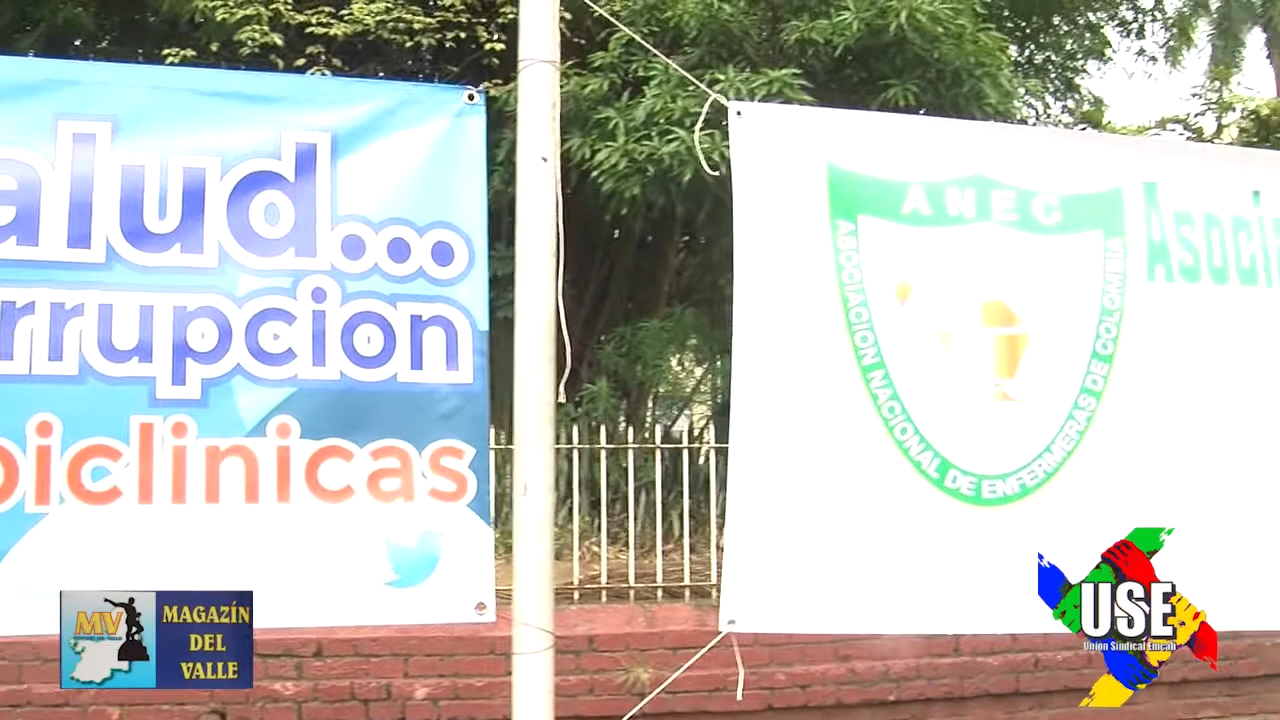 alud...
rrupcion
oiclinicas
ANEC
ASOCIACION NACIONAL DE ENFERMERAS DE COLOMBIA
Asoci
MV
MAGAZÍN
DEL
VALLE
USE
Unión Sindical Emcali